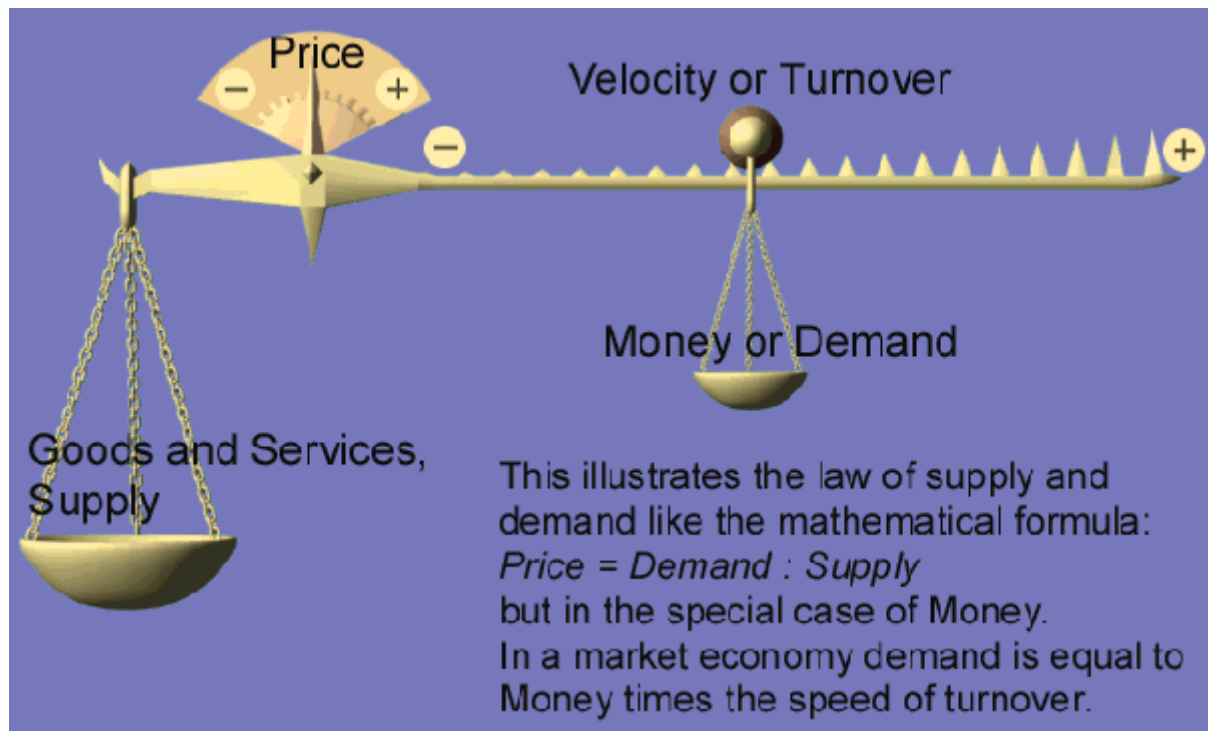 Price
− +
Velocity or Turnover
− +
Money or Demand
Goods and Services,
Supply
This illustrates the law of supply and
demand like the mathematical formula:
Price = Demand : Supply
but in the special case of Money.
In a market economy demand is equal to
Money times the speed of turnover.